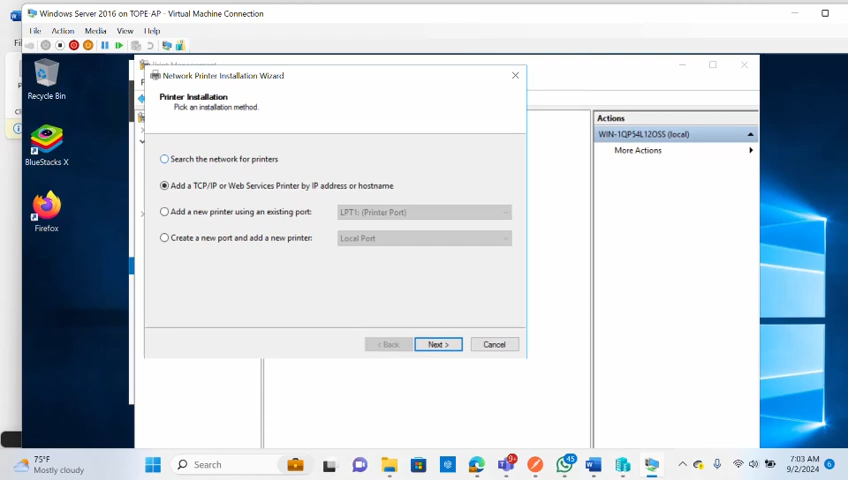 Windows Server 2016 on TOPE-AP - Virtual Machine Connection
File Action Media View Help
Recycle Bin
BlueStacks X
Firefox
Network Printer Installation Wizard
Printer Installation
Pick an installation method.
Search the network for printers
Add a TCP/IP or Web Services Printer by IP address or hostname
Add a new printer using an existing port: LPT1: (Printer Port)
Create a new port and add a new printer: Local Port
< Back Next > Cancel
Actions
WIN-1QP54L12OSS (local)
More Actions
75°F
Mostly cloudy
Search
9+
45
7:03 AM
9/2/2024
6